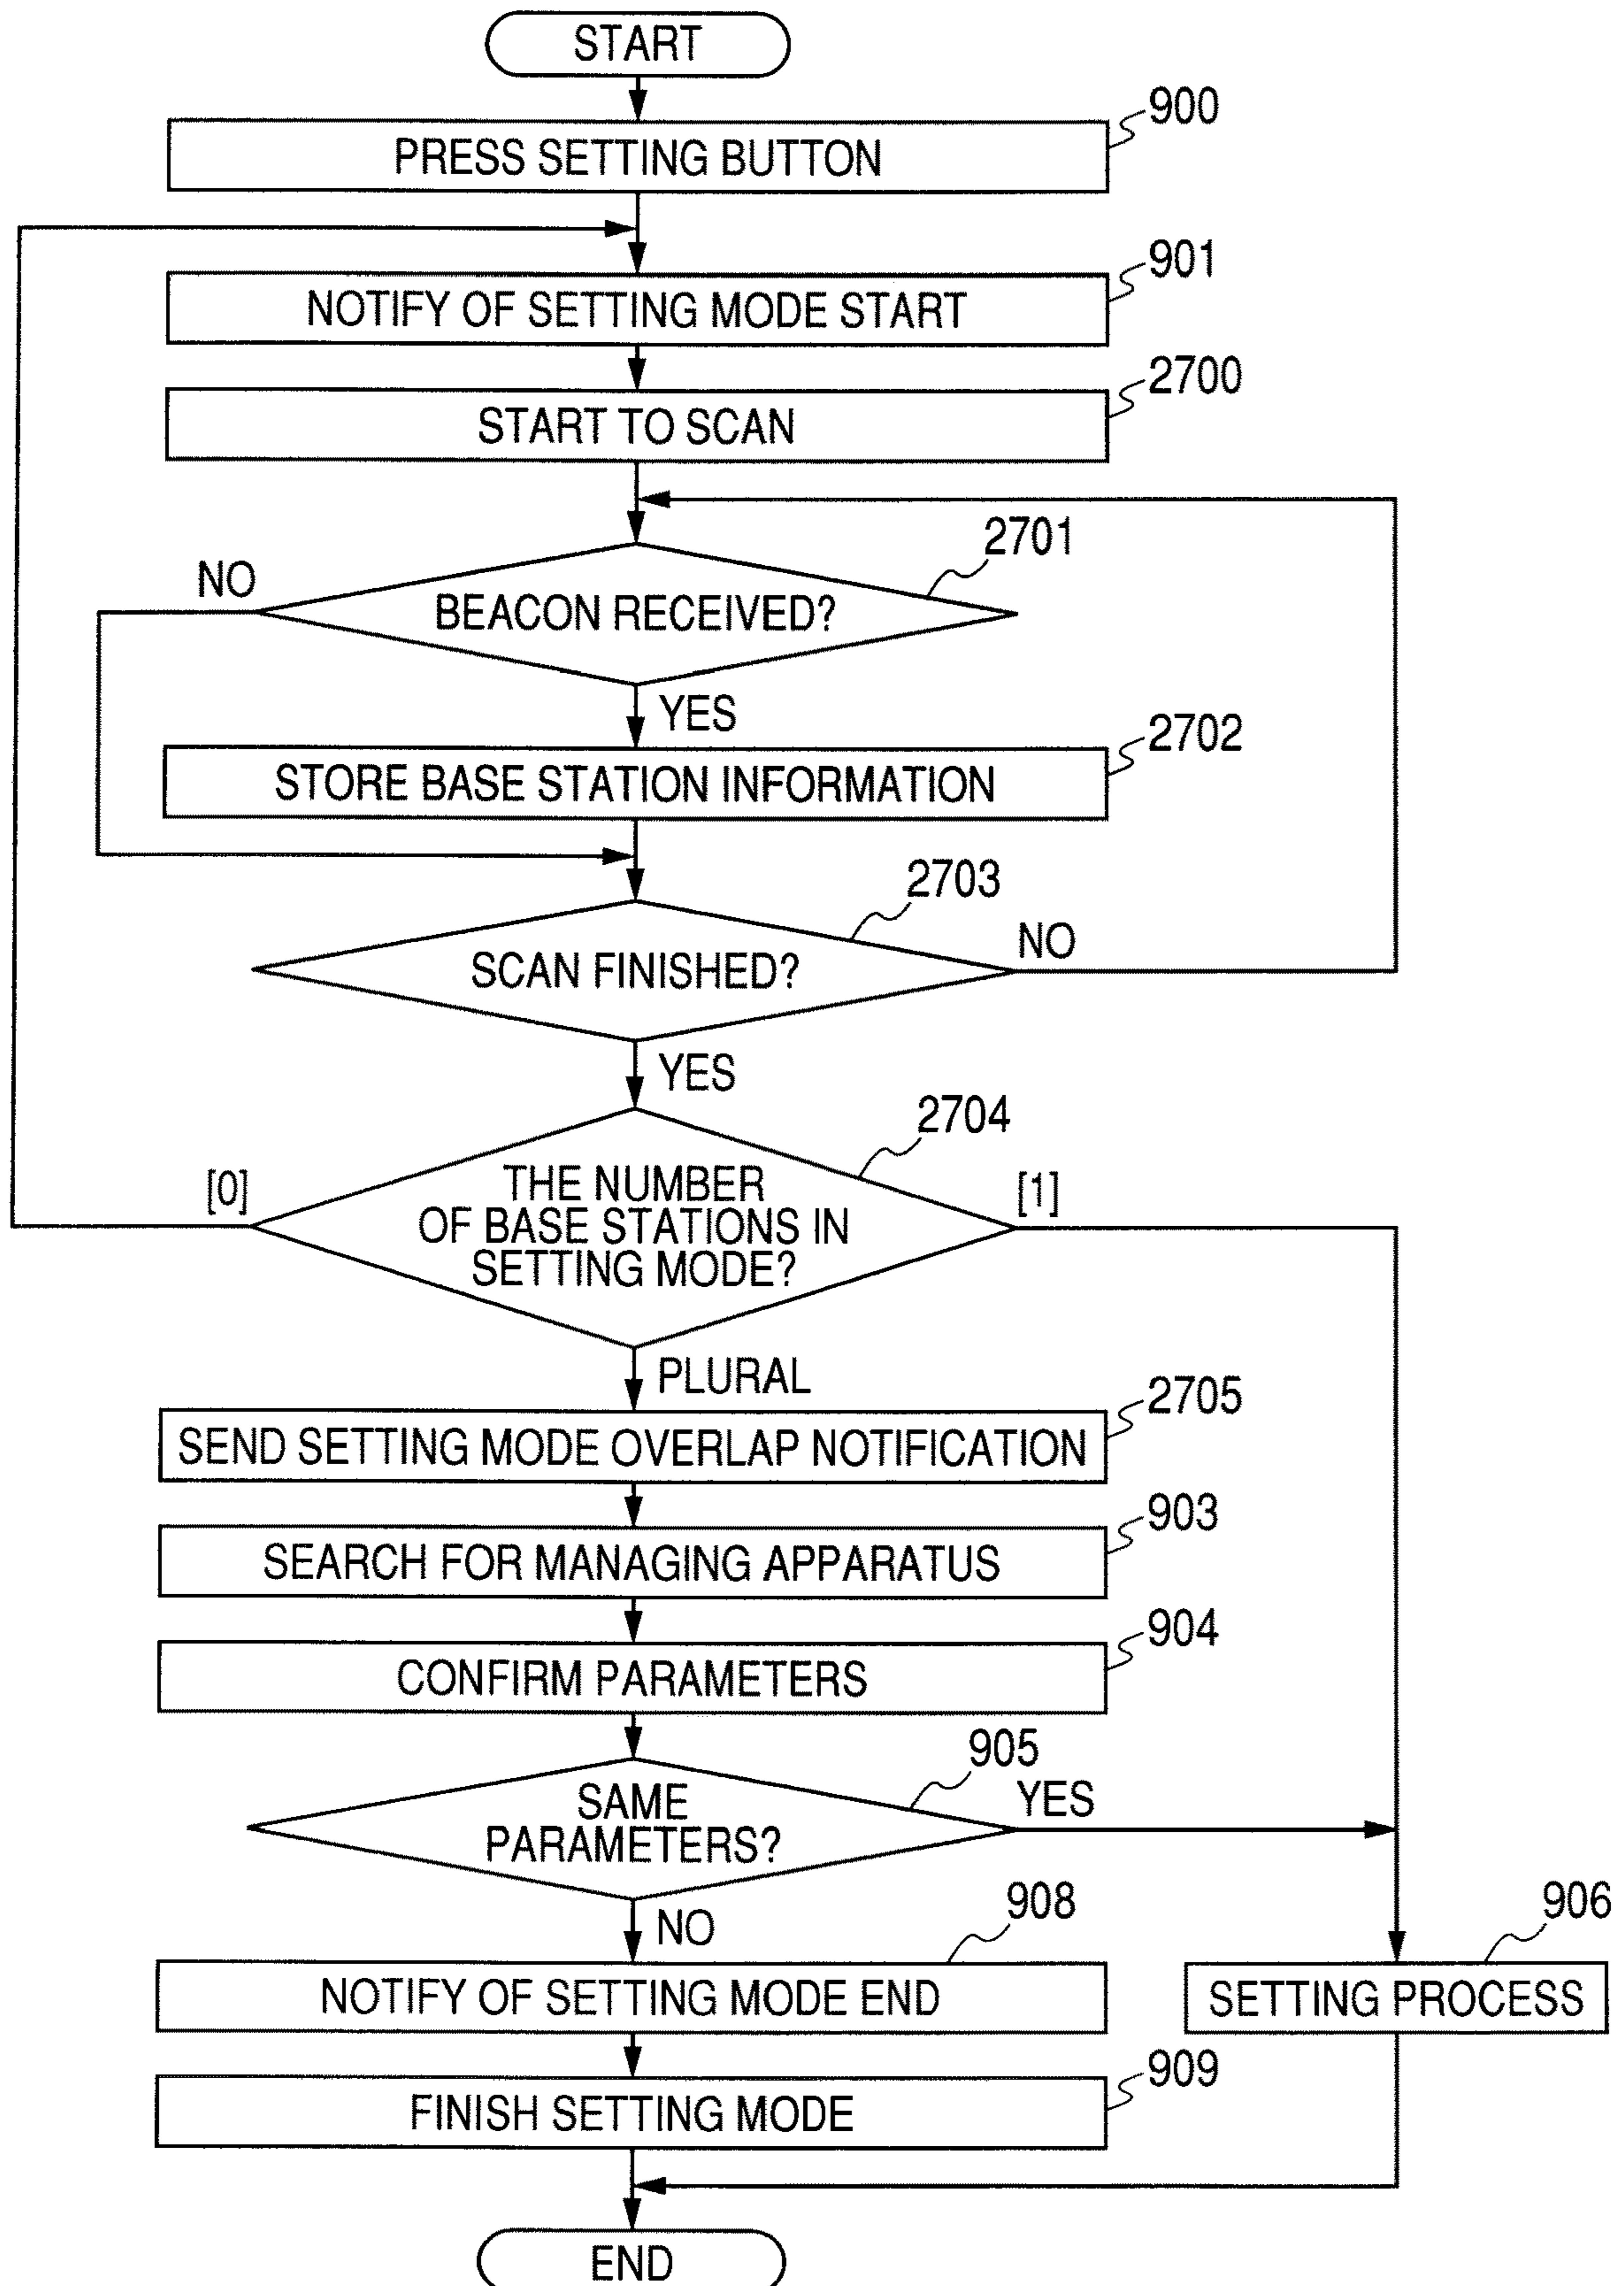 START
900
PRESS SETTING BUTTON
901
NOTIFY OF SETTING MODE START
2700
START TO SCAN
2701
NO
BEACON RECEIVED?
YES
2702
STORE BASE STATION INFORMATION
2703
NO
SCAN FINISHED?
YES
2704
[0]
[1]
THE NUMBER
OF BASE STATIONS IN
SETTING MODE?
PLURAL
2705
SEND SETTING MODE OVERLAP NOTIFICATION
903
SEARCH FOR MANAGING APPARATUS
904
CONFIRM PARAMETERS
905
YES
SAME
PARAMETERS?
NO
908
906
NOTIFY OF SETTING MODE END
SETTING PROCESS
909
FINISH SETTING MODE
END